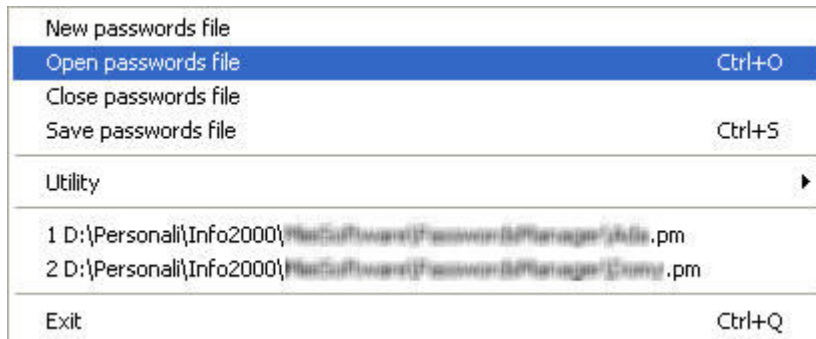 New passwords file
Open passwords file Ctrl+O
Close passwords file
Save passwords file Ctrl+S
Utility
1 D:\Personali\Info2000\ .pm
2 D:\Personali\Info2000\ .pm
Exit Ctrl+Q